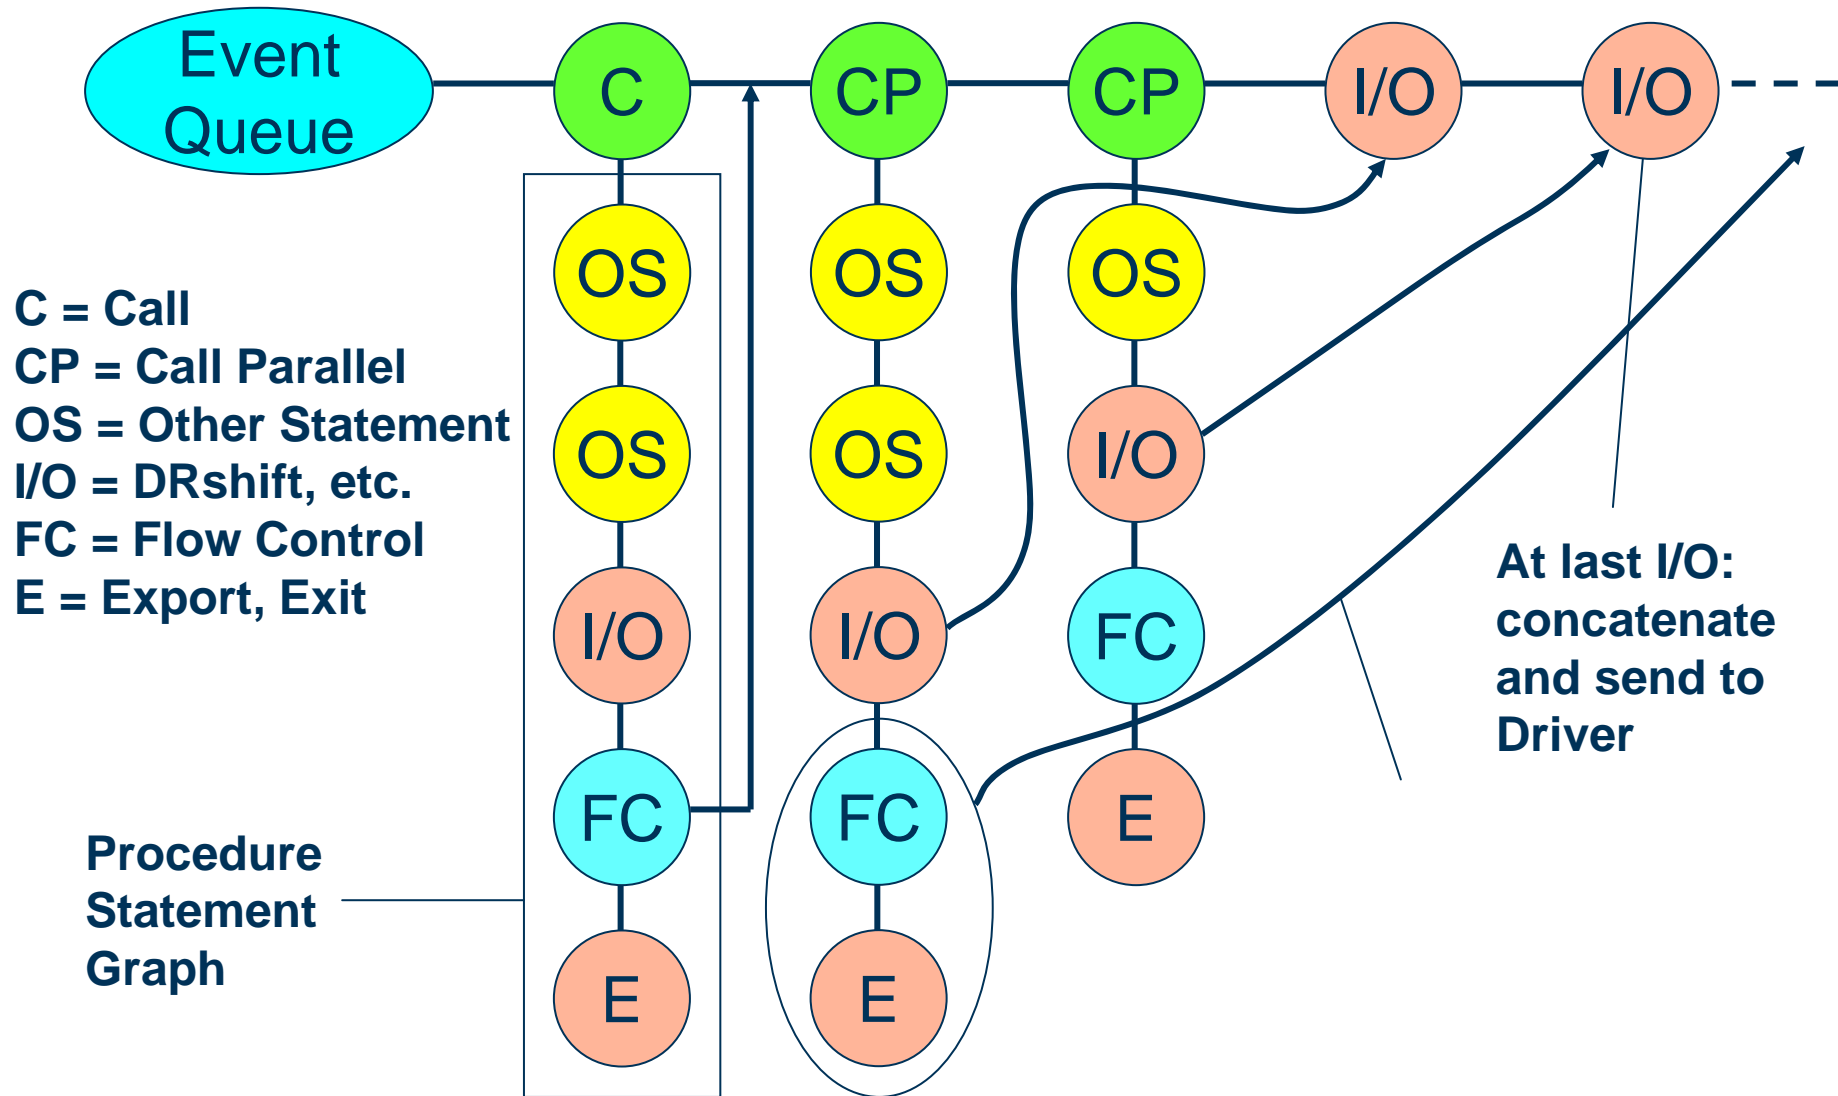 Event
Queue
C
CP
CP
I/O
I/O
OS
OS
OS
C = Call
CP = Call Parallel
OS = Other Statement
I/O = DRshift, etc.
FC = Flow Control
E = Export, Exit
OS
OS
I/O
I/O
I/O
FC
At last I/O:
concatenate
and send to
Driver
FC
FC
E
Procedure
Statement
Graph
E
E